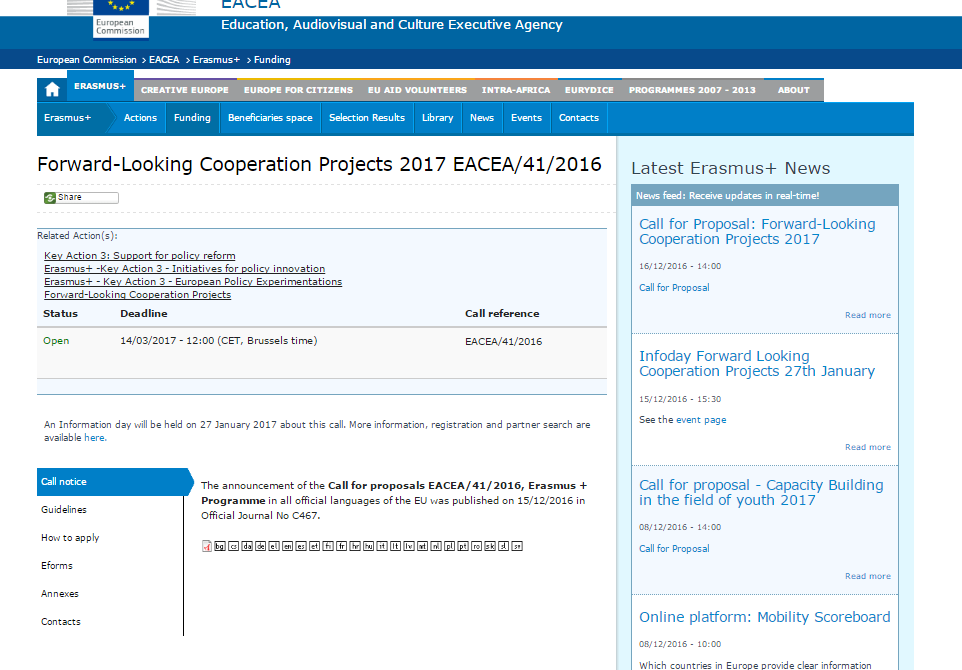 EACEA
European
Commission
Education, Audiovisual and Culture Executive Agency
European Commission > EACEA > Erasmus+ > Funding
ERASMUS+ CREATIVE EUROPE EUROPE FOR CITIZENS EU AID VOLUNTEERS INTRA-AFRICA EURYDICE PROGRAMMES 2007 - 2013 ABOUT
Erasmus+ Actions Funding Beneficiaries space Selection Results Library News Events Contacts
Forward-Looking Cooperation Projects 2017 EACEA/41/2016
Share
Related Action(s):
Key Action 3: Support for policy reform
Erasmus+ -Key Action 3 - Initiatives for policy innovation
Erasmus+ - Key Action 3 - European Policy Experimentations
Forward-Looking Cooperation Projects
Status Deadline Call reference
Open 14/03/2017 - 12:00 (CET, Brussels time) EACEA/41/2016
An Information day will be held on 27 January 2017 about this call. More information, registration and partner search are
available here.
Call notice
Guidelines
How to apply
Eforms
Annexes
Contacts
The announcement of the Call for proposals EACEA/41/2016, Erasmus +
Programme in all official languages of the EU was published on 15/12/2016 in
Official Journal No C467.
bg cs da de el en es et fi fr hr hu it lt lv mt nl pl pt ro sk sl sv
Latest Erasmus+ News
News feed: Receive updates in real-time!
Call for Proposal: Forward-Looking
Cooperation Projects 2017
16/12/2016 - 14:00
Call for Proposal
Read more
Infoday Forward Looking
Cooperation Projects 27th January
15/12/2016 - 15:30
See the event page
Read more
Call for proposal - Capacity Building
in the field of youth 2017
08/12/2016 - 14:00
Call for Proposal
Read more
Online platform: Mobility Scoreboard
08/12/2016 - 10:00
Which countries in Europe provide clear information